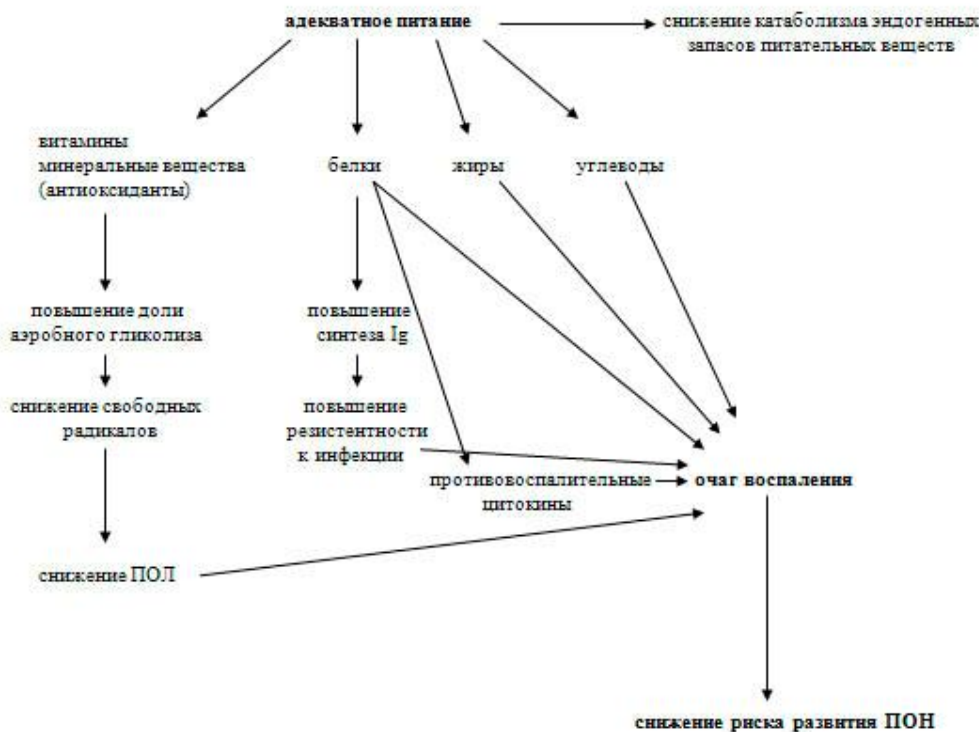 адекватное питание
снижение катаболизма эндогенных
запасов питательных веществ
витамины
минеральные вещества
(антиоксиданты)
белки
жиры
углеводы
повышение доли
аэробного гликолиза
повышение
синтеза Ig
снижение свободных
радикалов
повышение
резистентности
к инфекции
противовоспалительные
цитокины
очаг воспаления
снижение ПОЛ
снижение риска развития ПОН